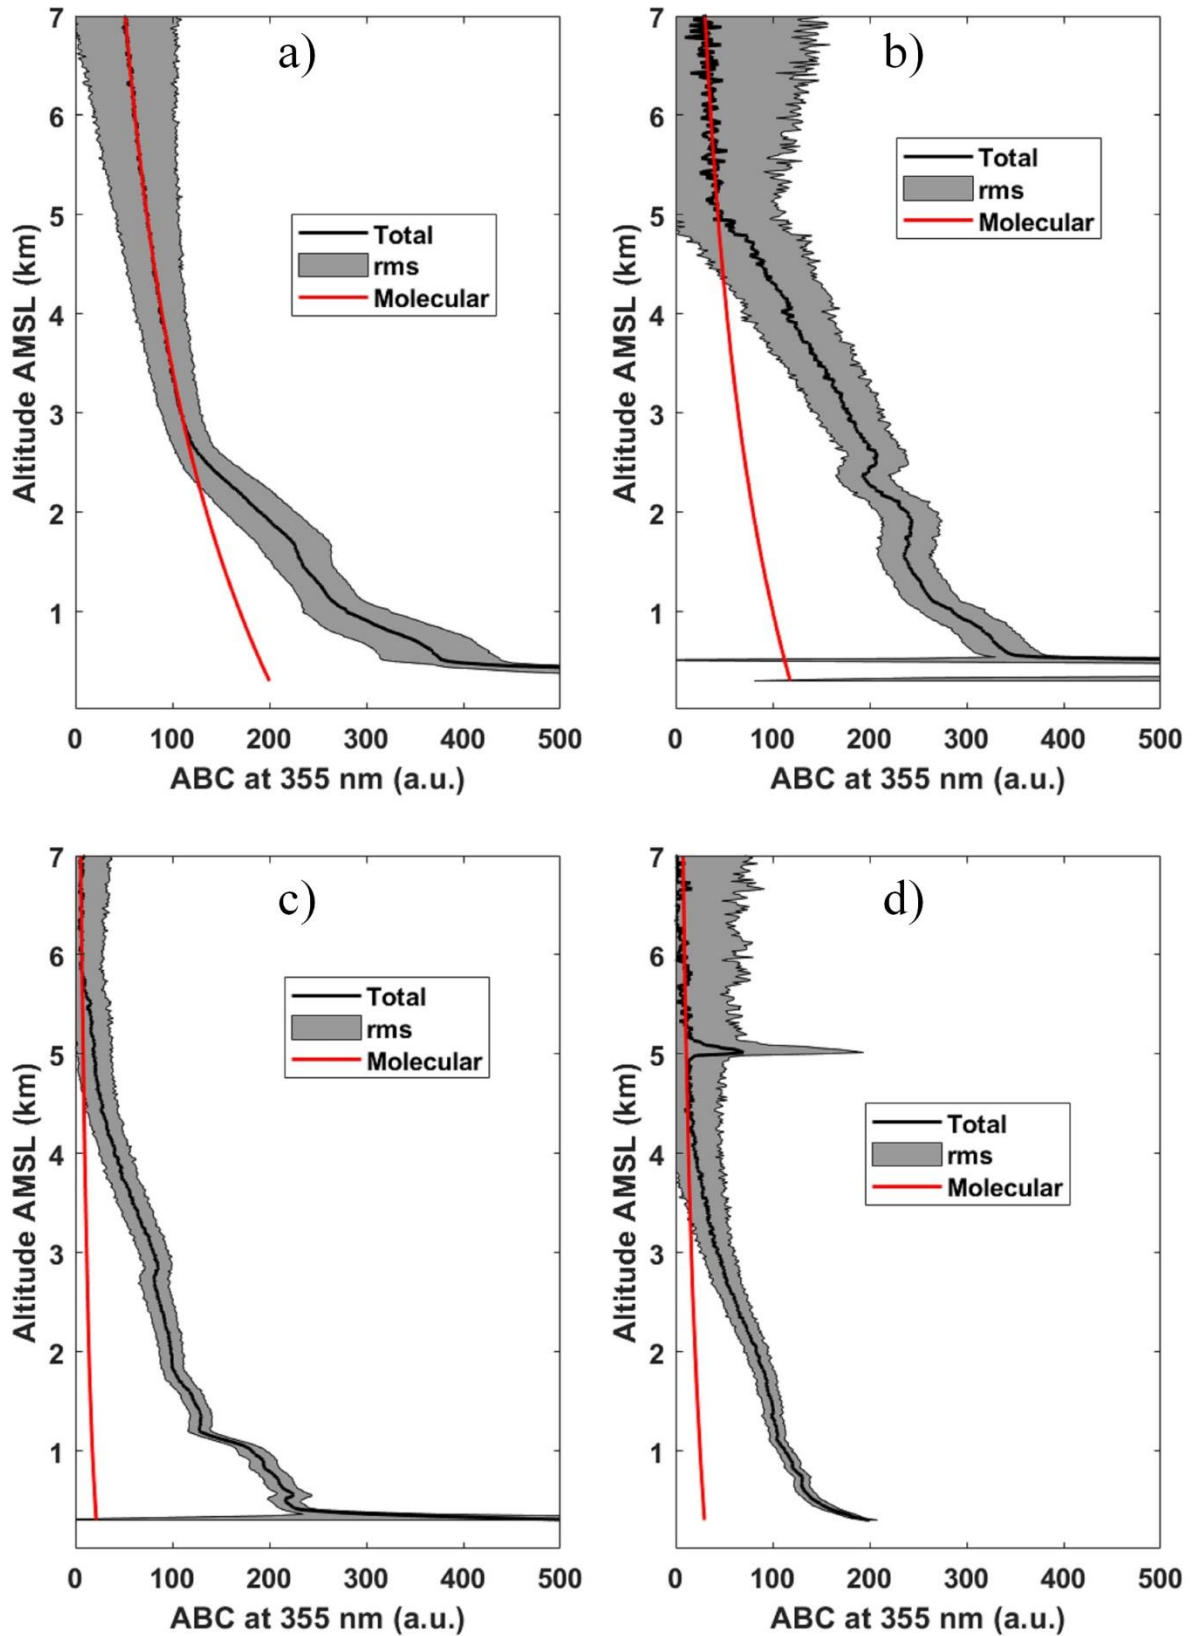 a)
7
6
5
4
3
2
1
Altitude AMSL (km)
Total
rms
Molecular
0 100 200 300 400 500
ABC at 355 nm (a.u.)
b)
7
6
5
4
3
2
1
Altitude AMSL (km)
Total
rms
Molecular
0 100 200 300 400 500
ABC at 355 nm (a.u.)
c)
7
6
5
4
3
2
1
Altitude AMSL (km)
Total
rms
Molecular
0 100 200 300 400 500
ABC at 355 nm (a.u.)
d)
7
6
5
4
3
2
1
Altitude AMSL (km)
Total
rms
Molecular
0 100 200 300 400 500
ABC at 355 nm (a.u.)